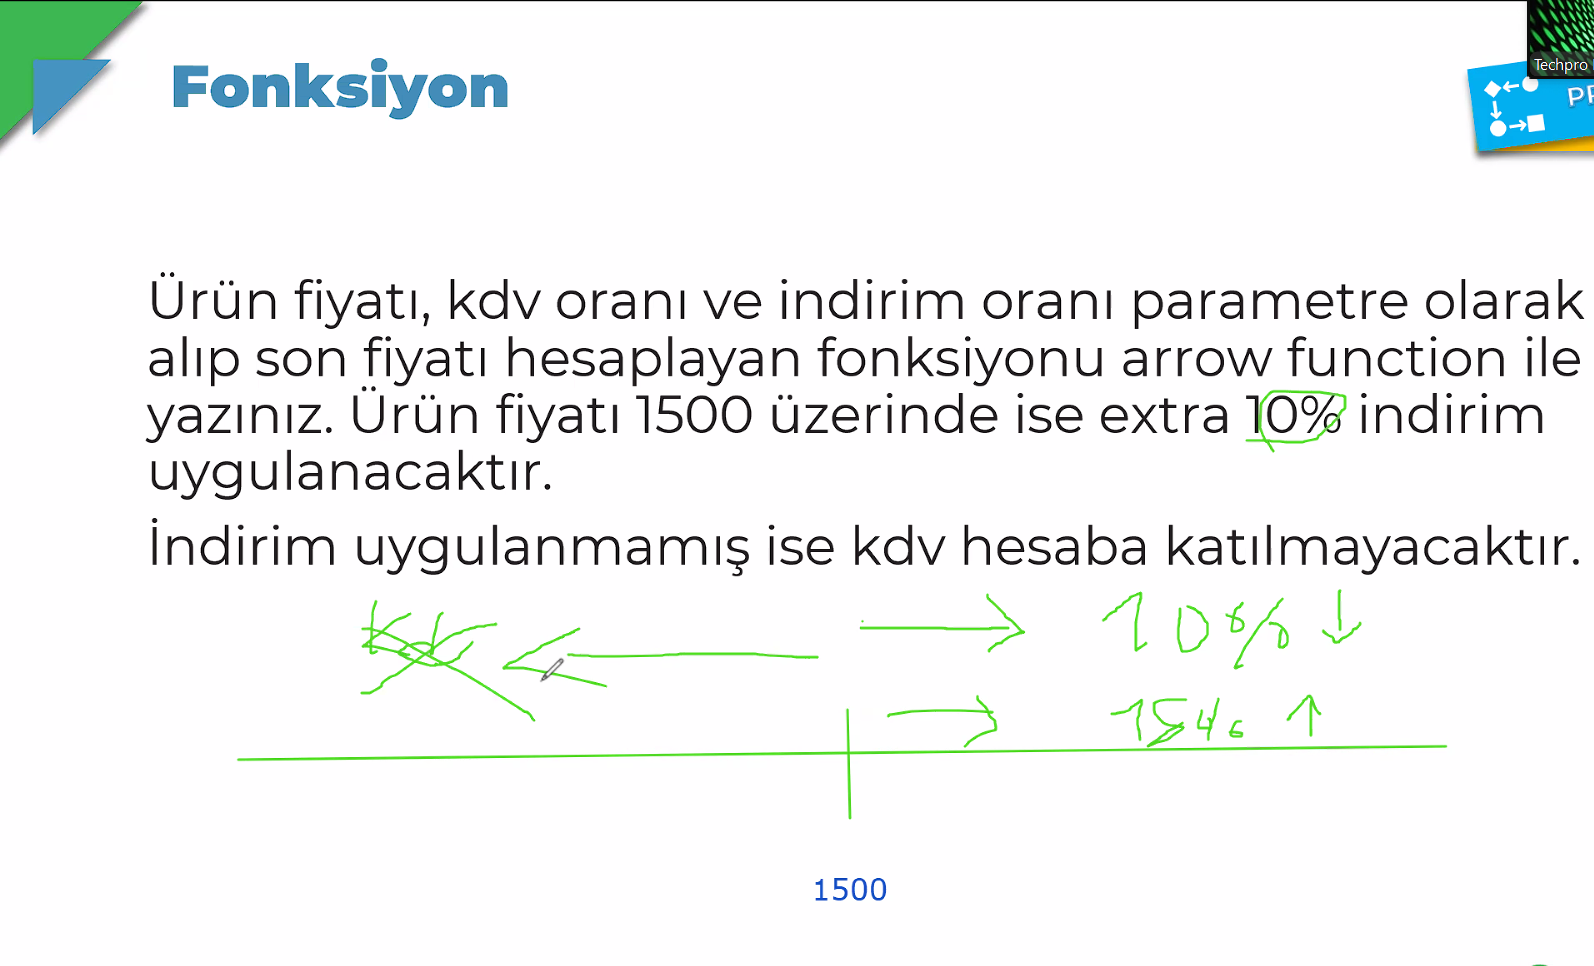 Techpro
PR
Fonksiyon
Ürün fiyatı, kdv oranı ve indirim oranı parametre olarak
alıp son fiyatı hesaplayan fonksiyonu arrow function ile
yazınız. Ürün fiyatı 1500 üzerinde ise extra 10% indirim
uygulanacaktır.
İndirim uygulanmamış ise kdv hesaba katılmayacaktır.
10% ↓
15% ↑
1500